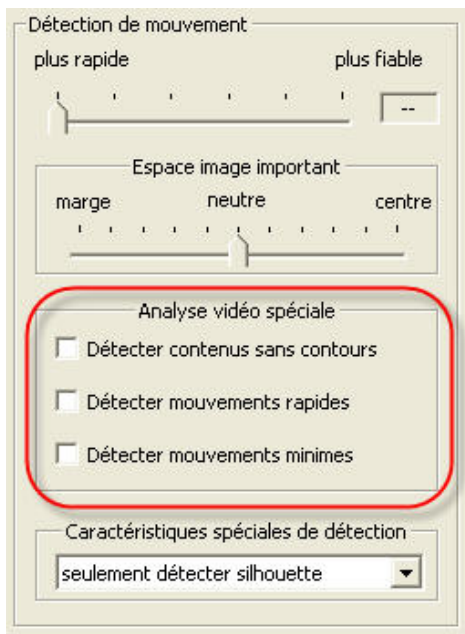 Détection de mouvement
plus rapide plus fiable
--
Espace image important
marge neutre centre
Analyse vidéo spéciale
Détecter contenus sans contours
Détecter mouvements rapides
Détecter mouvements minimes
Caractéristiques spéciales de détection
seulement détecter silhouette